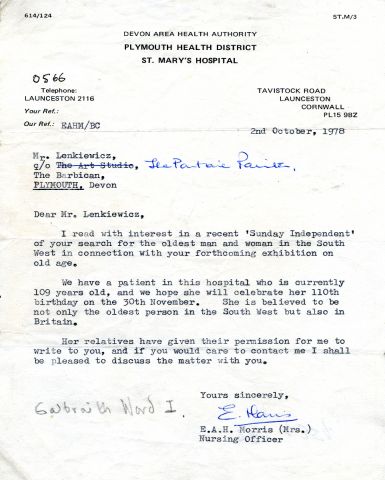 614/124 ST.M/3
DEVON AREA HEALTH AUTHORITY
PLYMOUTH HEALTH DISTRICT
ST. MARY'S HOSPITAL
0566
Telephone:
LAUNCESTON 2116
Your Ref.:
Our Ref.: EAHM/BC
TAVISTOCK ROAD
LAUNCESTON
CORNWALL
PL15 9BZ
2nd October, 1978
Mr. Lenkiewicz,
c/o The Art Studio,
The Barbican,
PLYMOUTH, Devon
Dear Mr. Lenkiewicz,
I read with interest in a recent 'Sunday Independent'
of your search for the oldest man and woman in the South
West in connection with your forthcoming exhibition on
old age.
We have a patient in this hospital who is currently
109 years old, and we hope she will celebrate her 110th
birthday on the 30th November. She is believed to be
not only the oldest person in the South West but also in
Britain.
Her relatives have given their permission for me to
write to you, and if you would care to contact me I shall
be pleased to discuss the matter with you.
Yours sincerely,
Galbraith Ward I.
E. Morris
E.A.H. Morris (Mrs.)
Nursing Officer